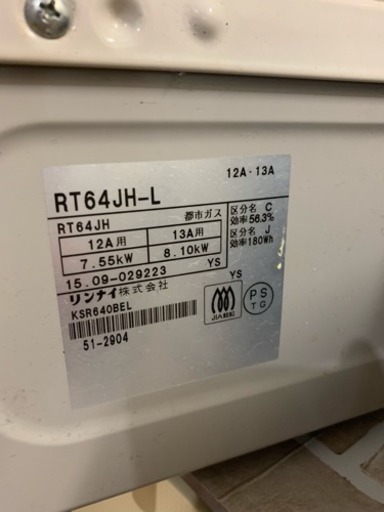 12A・13A
RT64JH-L
RT64JH 都市ガス
12A用 13A用
7.55kW 8.10kW
区分名 C
効率56.3%
区分名 J
効率180Wh
15.09-029223 YS
YS
リンナイ株式会社
KSR640BEL
51-2904
JIA
PS
TG